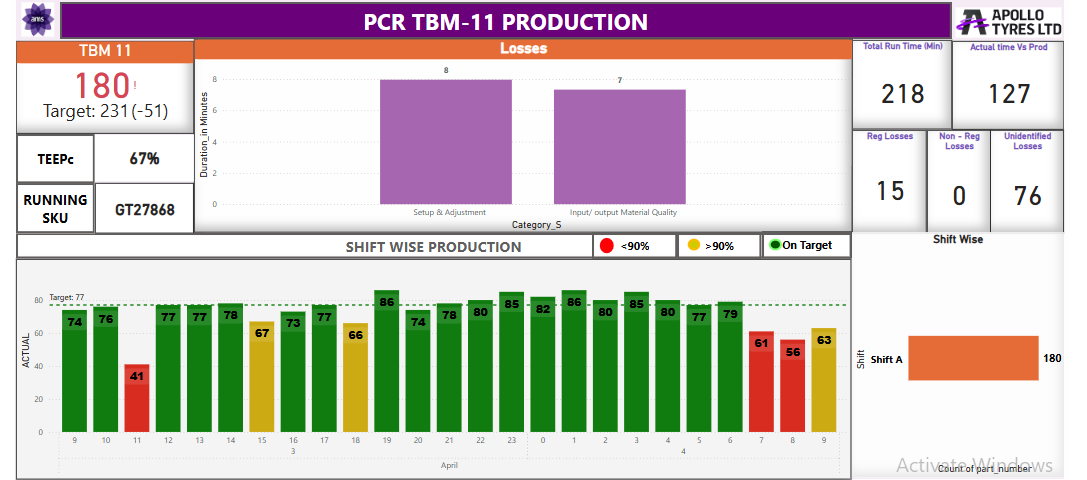 arms
PCR TBM-11 PRODUCTION
APOLLO
TYRES LTD
TBM 11
180!
Target: 231 (-51)
TEEPc
67%
RUNNING
SKU
GT27868
Losses
Duration_in Minutes
8
6
4
2
0
8
7
Setup & Adjustment
Input/ output Material Quality
Category_S
Total Run Time (Min)
218
Actual time Vs Prod
127
Reg Losses
15
Non - Reg
Losses
0
Unidentified
Losses
76
SHIFT WISE PRODUCTION
<90%
>90%
On Target
ACTUAL
80
60
40
20
0
Target: 77
74 76 41 77 77 78 67 73 77 66 86 74 78 80 85 82 86 80 85 80 77 79 61 56 63
9 10 11 12 13 14 15 16 17 18 19 20 21 22 23 0 1 2 3 4 5 6 7 8 9
3 4
April
Shift Wise
Shift
Shift A
180
Count of part_number
Activate Windows